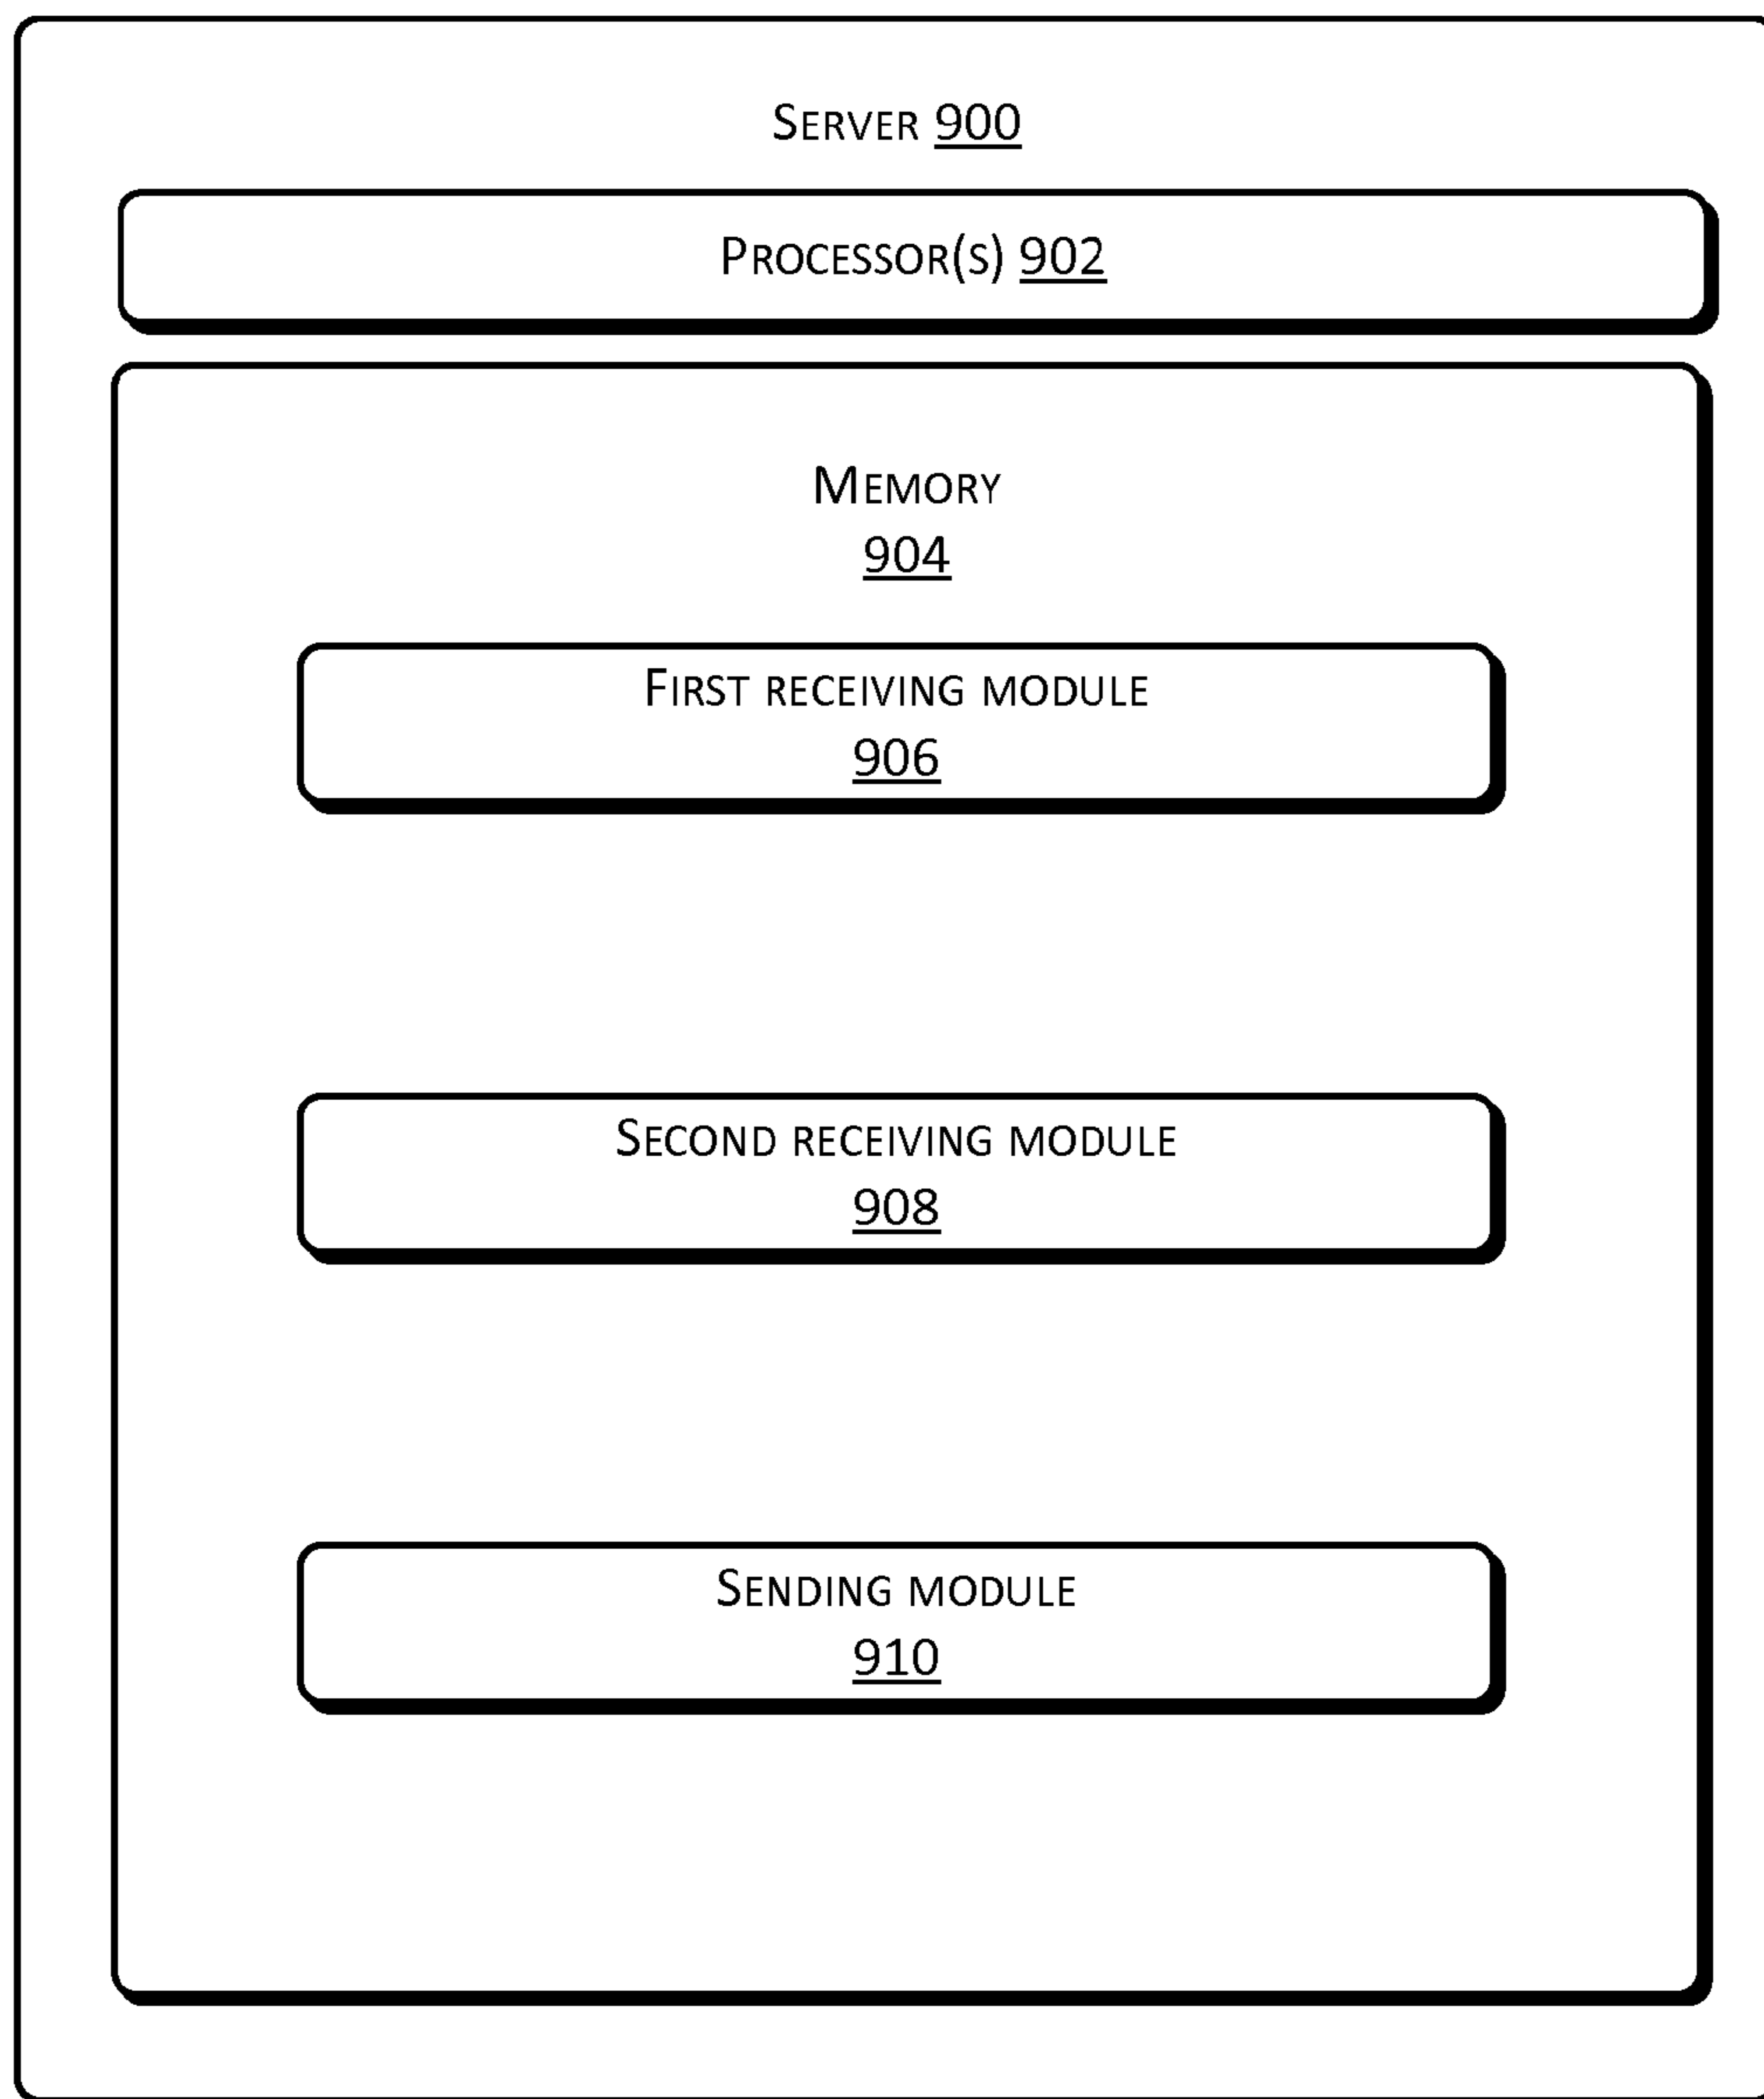 Server 900
Processor(s) 902
Memory
904
First receiving module
906
Second receiving module
908
Sending module
910